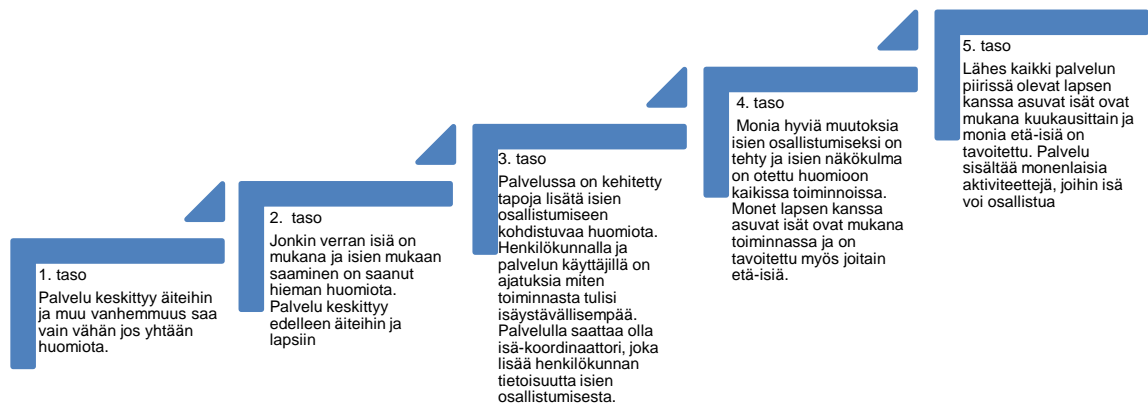 1. taso
Palvelu keskittyy äiteihin
ja muu vanhemmuus saa
vain vähän jos yhtään
huomiota.
2. taso
Jonkin verran isiä on
mukana ja isien mukaan
saaminen on saanut
hieman huomiota.
Palvelu keskittyy
edelleen äiteihin ja
lapsiin
3. taso
Palvelussa on kehitetty
tapoja lisätä isien
osallistumiseen
kohdistuvaa huomiota.
Henkilökunnalla ja
palvelun käyttäjillä on
ajatuksia miten
toiminnasta tulisi
isäystävällisempää.
Palvelulla saattaa olla
isä-koordinaattori, joka
lisää henkilökunnan
tietoisuutta isien
osallistumisesta.
4. taso
Monia hyviä muutoksia
isien osallistumiseksi on
tehty ja isien näkökulma
on otettu huomioon
kaikissa toiminnoissa.
Monet lapsen kanssa
asuvat isät ovat mukana
toiminnassa ja on
tavoitettu myös joitain
etä-isiä.
5. taso
Lähes kaikki palvelun
piirissä olevat lapsen
kanssa asuvat isät ovat
mukana kuukausittain ja
monia etä-isiä on
tavoitettu. Palvelu
sisältää monenlaisia
aktiviteettejä, joihin isä
voi osallistua